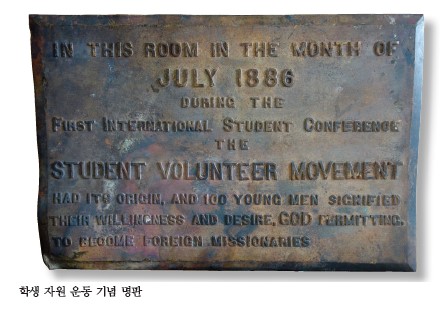 IN THIS ROOM IN THE MONTH OF
JULY 1886
DURING THE
FIRST INTERNATIONAL STUDENT CONFERENCE
THE
STUDENT VOLUNTEER MOVEMENT
HAD ITS ORIGIN, AND 100 YOUNG MEN SIGNIFIED
THEIR WILLINGNESS AND DESIRE, GOD PERMITTING,
TO BECOME FOREIGN MISSIONARIES
학생 자원 운동 기념 명판